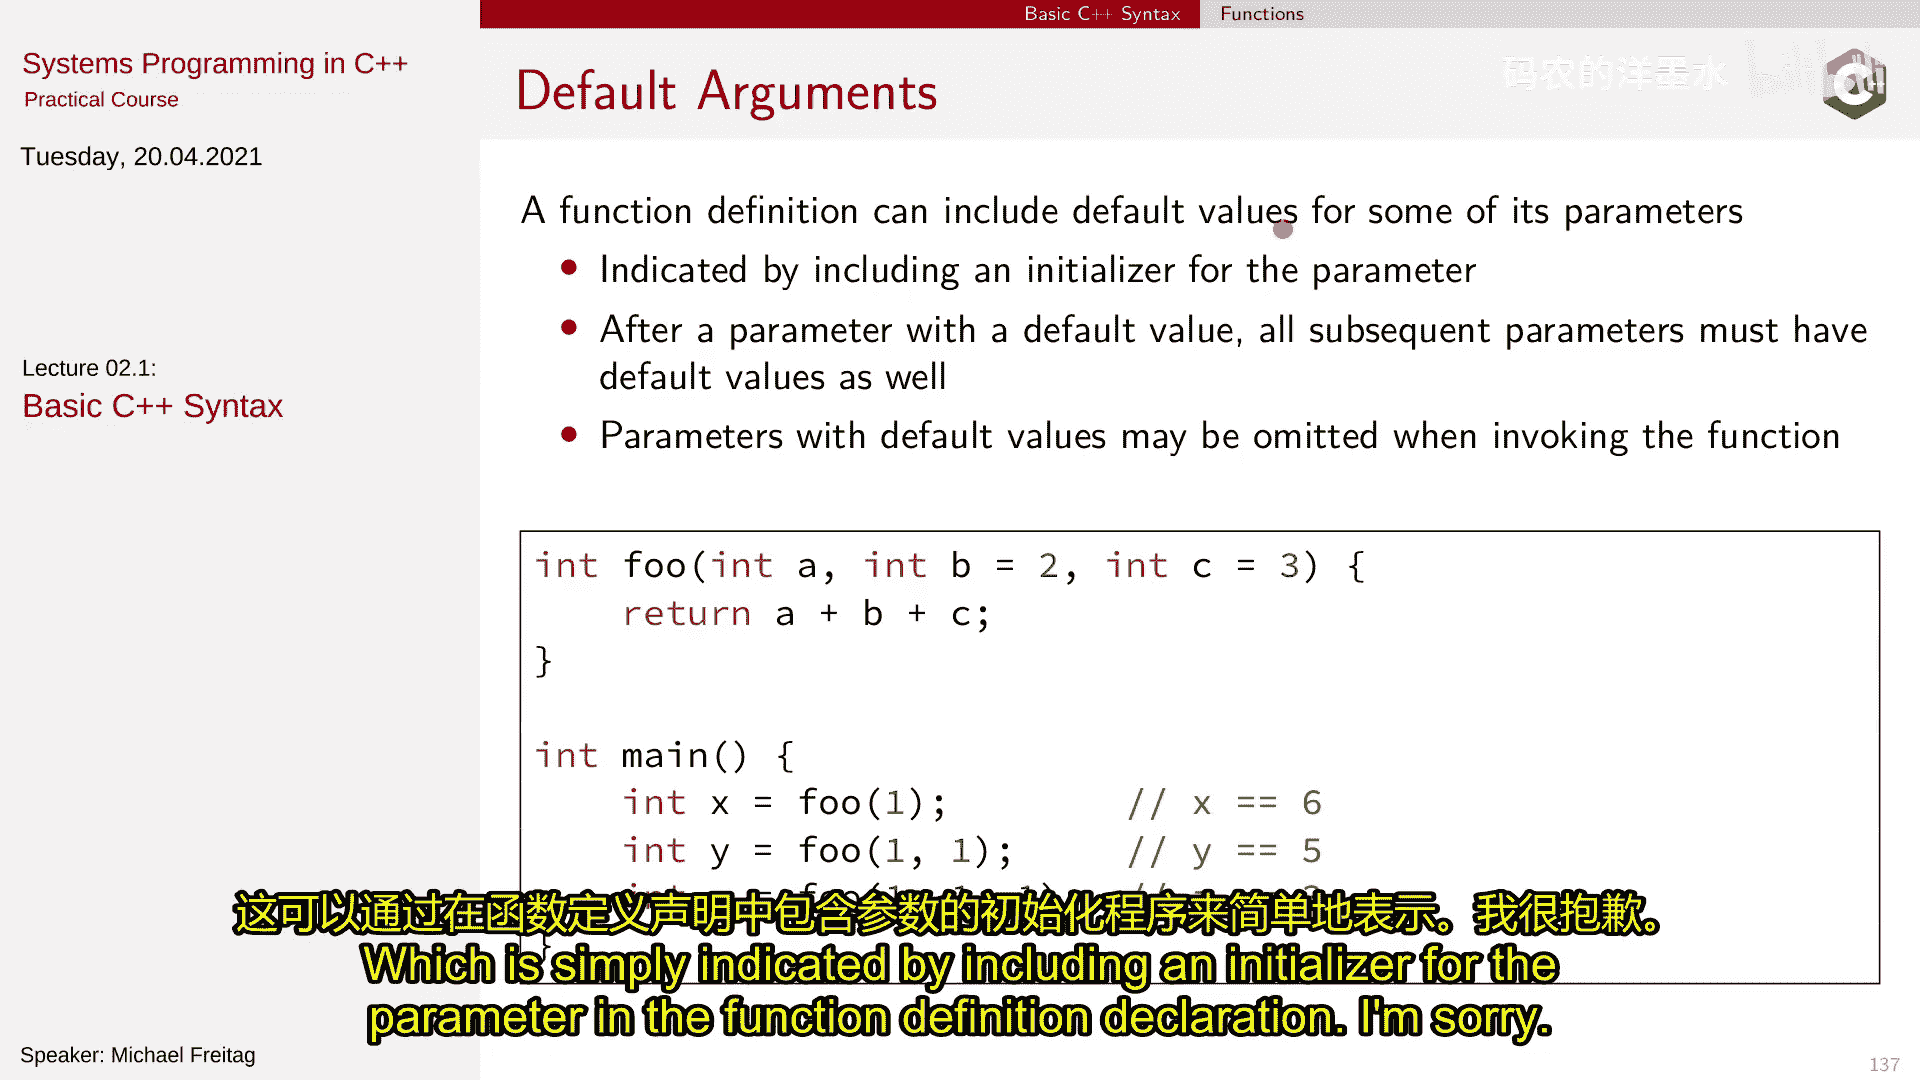 Basic C++ Syntax Functions
Systems Programming in C++
Practical Course
Tuesday, 20.04.2021
Lecture 02.1:
Basic C++ Syntax
Default Arguments
码农的洋墨水
A function definition can include default values for some of its parameters
• Indicated by including an initializer for the parameter
• After a parameter with a default value, all subsequent parameters must have
default values as well
• Parameters with default values may be omitted when invoking the function
int foo(int a, int b = 2, int c = 3) {
return a + b + c;
}
int main() {
int x = foo(1); // x == 6
int y = foo(1, 1); // y == 5
}
这可以通过在函数定义声明中包含参数的初始化程序来简单地表示。我很抱歉。
Which is simply indicated by including an initializer for the
parameter in the function definition declaration. I'm sorry.
Speaker: Michael Freitag
137